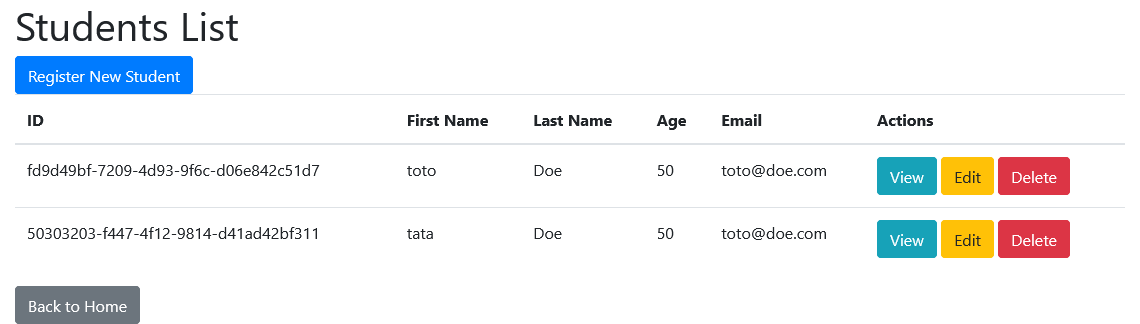 Students List
Register New Student
ID First Name Last Name Age Email Actions
fd9d49bf-7209-4d93-9f6c-d06e842c51d7 toto Doe 50 toto@doe.com View Edit Delete
50303203-f447-4f12-9814-d41ad42bf311 tata Doe 50 toto@doe.com View Edit Delete
Back to Home